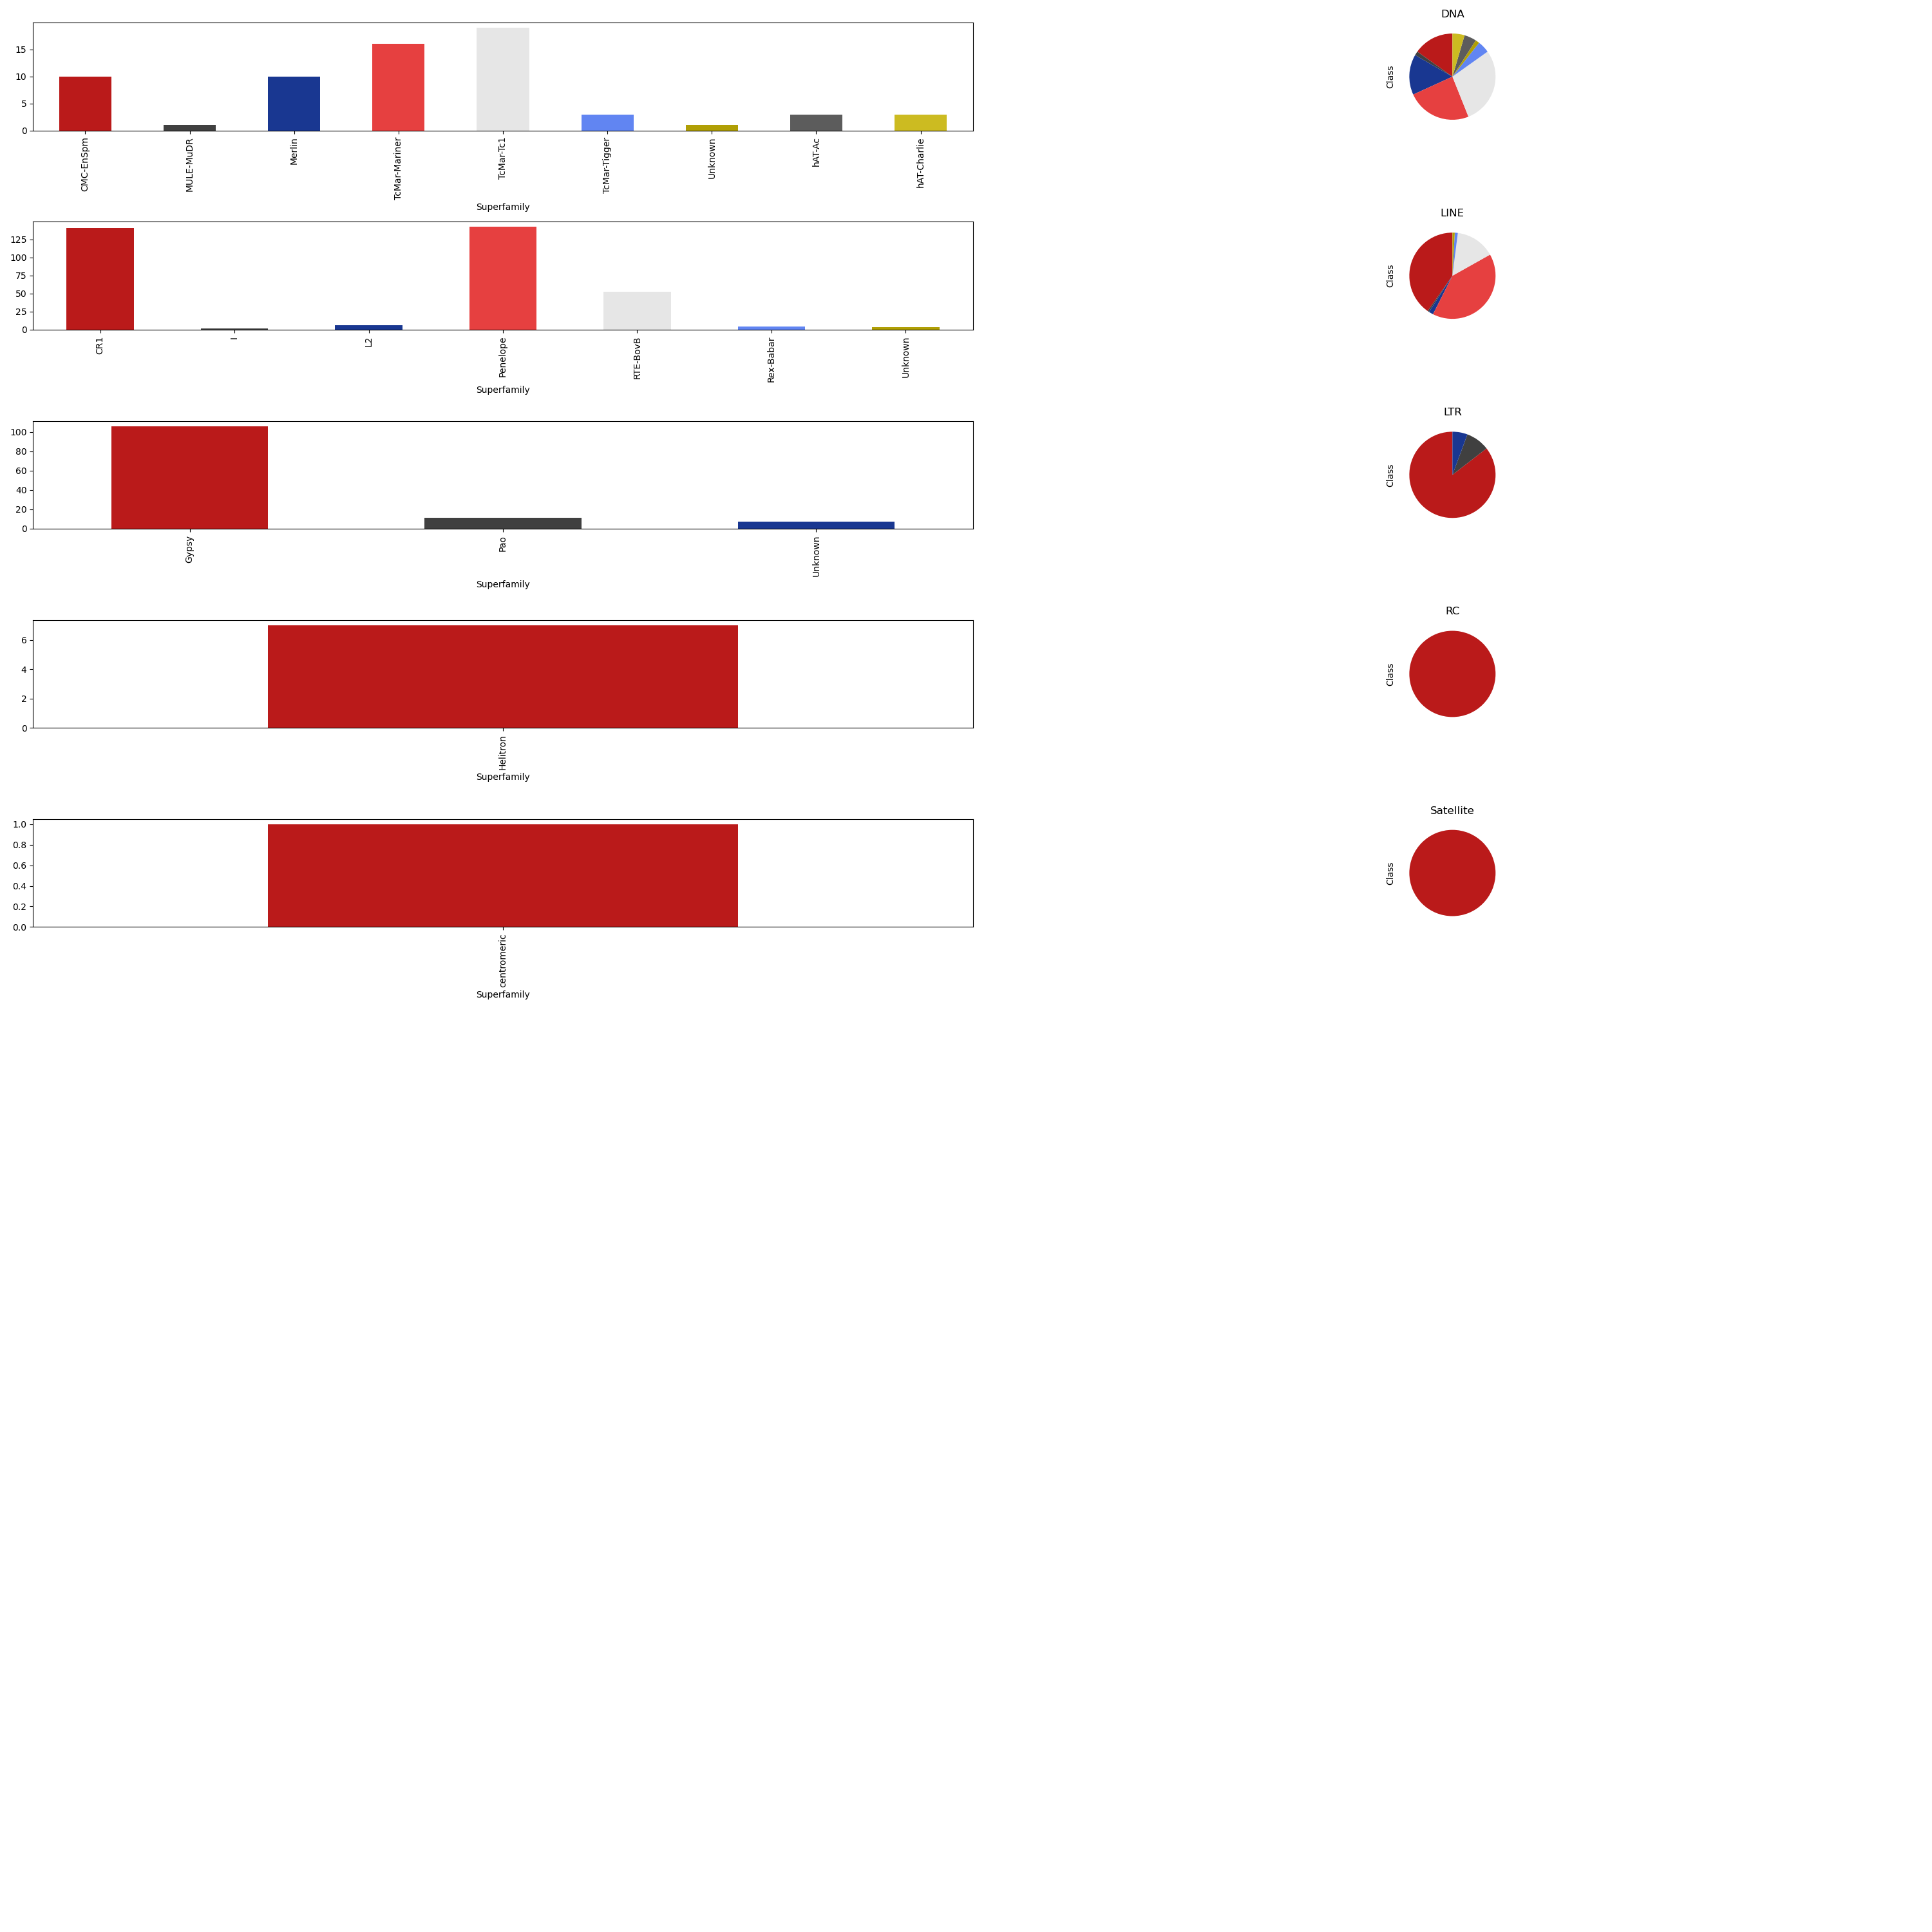 DNA
15
10
5
0
Class
CMC-EnSpm
MULE-MuDR
Merlin
TcMar-Mariner
TcMar-Tc1
TcMar-Tigger
Unknown
hAT-Ac
hAT-Charlie
Superfamily
LINE
125
100
75
50
25
0
Class
CR1
I
L2
Penelope
RTE-BovB
Rex-Babar
Unknown
Superfamily
LTR
100
80
60
40
20
0
Class
Gypsy
Pao
Unknown
Superfamily
RC
6
4
2
0
Class
Helitron
Superfamily
Satellite
1.0
0.8
0.6
0.4
0.2
0.0
Class
centromeric
Superfamily